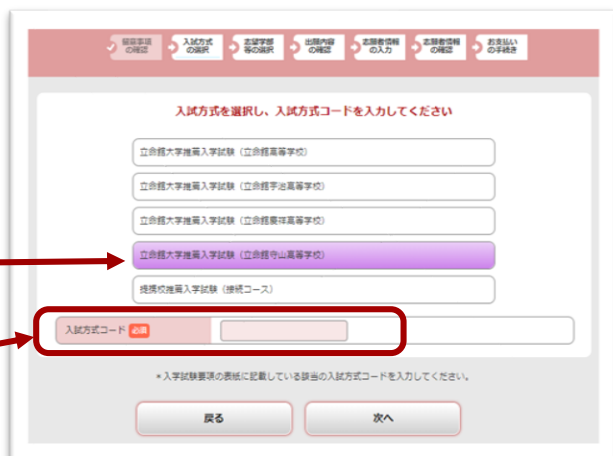 留意事項
の確認
入試方式
の選択
志望学部
等の選択
出願内容
の確認
志願者情報
の入力
志願者情報
の確認
お支払い
の手続き
入試方式を選択し、入試方式コードを入力してください
立命館大学推薦入学試験（立命館高等学校）
立命館大学推薦入学試験（立命館宇治高等学校）
立命館大学推薦入学試験（立命館慶祥高等学校）
立命館大学推薦入学試験（立命館守山高等学校）
提携校推薦入学試験（接続コース）
入試方式コード 必須
*入学試験要項の表紙に記載している該当の入試方式コードを入力してください。
戻る
次へ